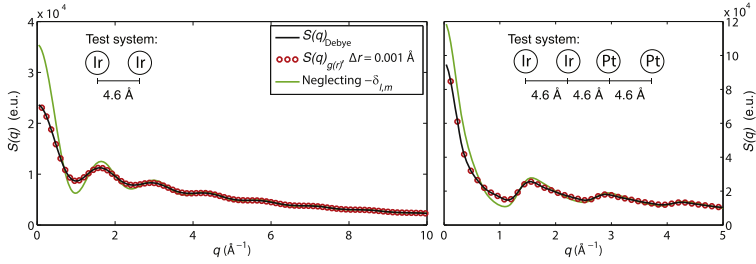 x 10⁴
4
3
2
1
0
S(q) (e.u.)
0 2 4 6 8 10
q (Å⁻¹)
Test system:
Ir Ir
4.6 Å
S(q)Debye
S(q)g(r), Δr = 0.001 Å
Neglecting −δl,m
x 10⁴
12
10
8
6
4
2
0
S(q) (e.u.)
0 1 2 3 4 5
q (Å⁻¹)
Test system:
Ir Ir Pt Pt
4.6 Å 4.6 Å 4.6 Å